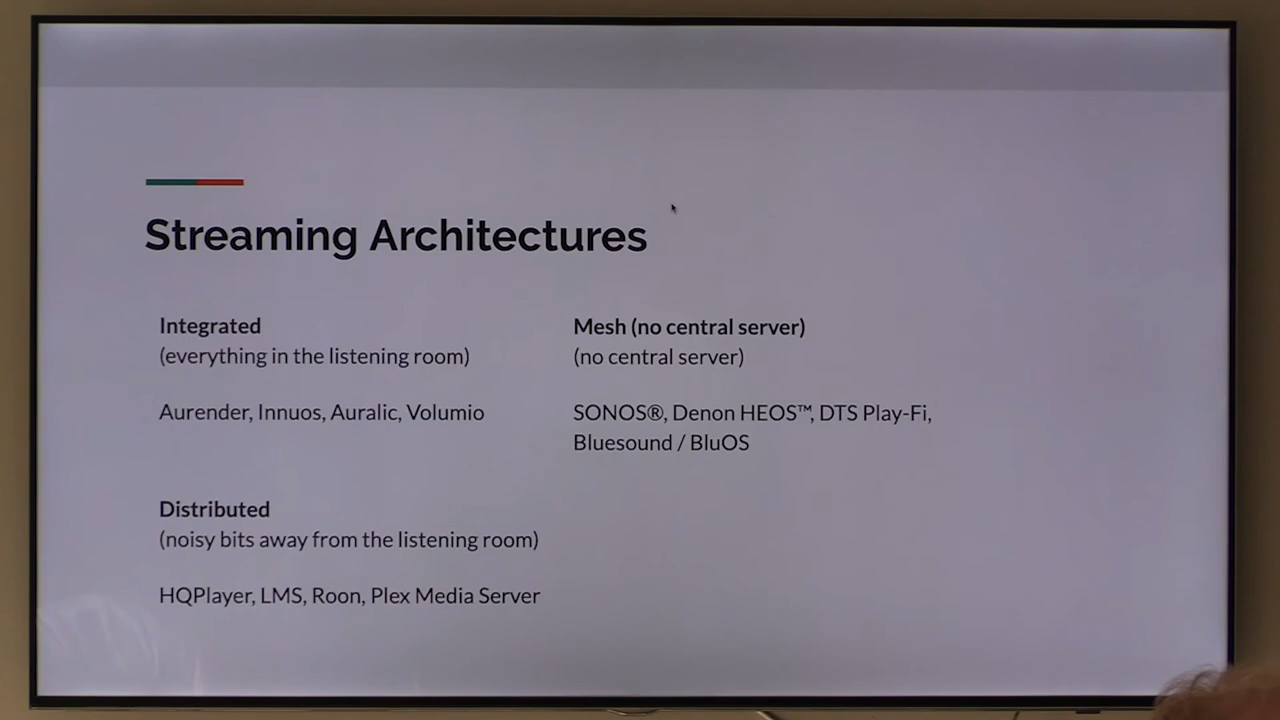 Streaming Architectures
Integrated
(everything in the listening room)
Aurender, Innuos, Auralic, Volumio
Mesh (no central server)
(no central server)
SONOS®, Denon HEOS™, DTS Play-Fi,
Bluesound / BluOS
Distributed
(noisy bits away from the listening room)
HQPlayer, LMS, Roon, Plex Media Server